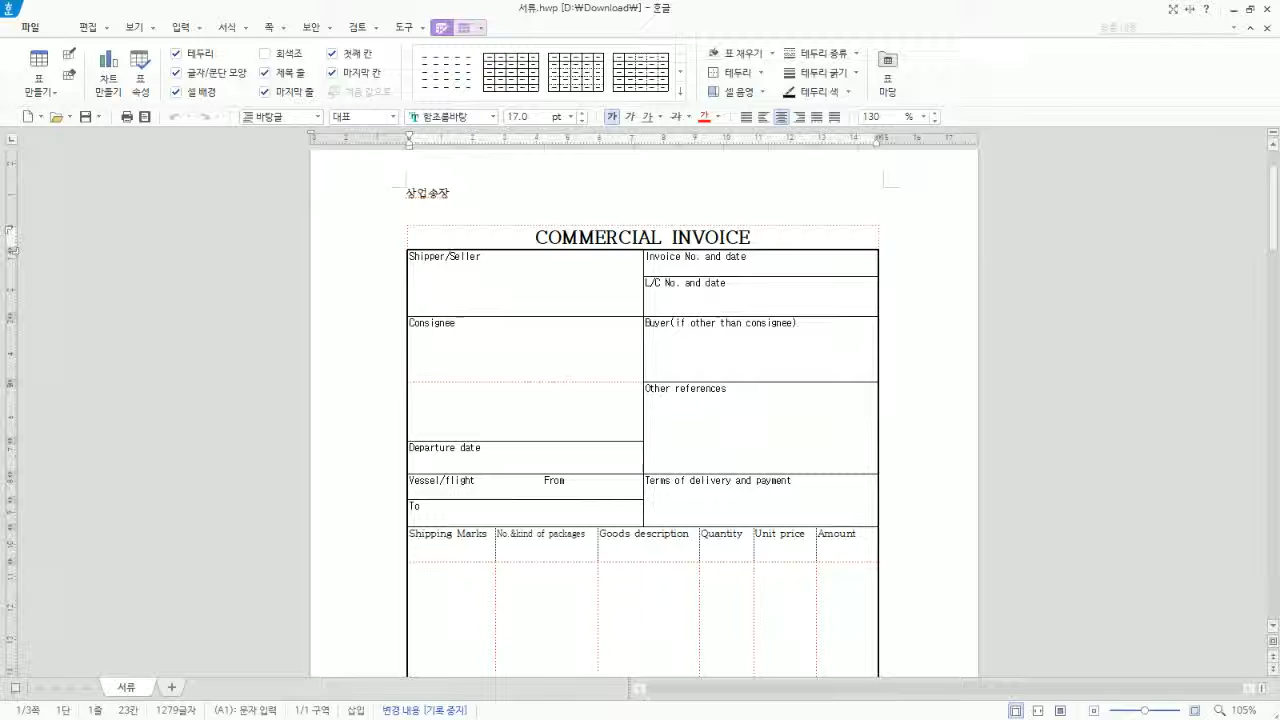 서류.hwp [D:₩Download₩] - 한글
파일 편집 보기 입력 서식 쪽 보안 검토 도구
표 만들기
차트 만들기
표 속성
테두리 회색조 첫째 칸
글자/문단 모양 제목 줄 마지막 칸
셀 배경 마지막 줄
표 채우기 테두리 종류
테두리 테두리 굵기
셀 음영 테두리 색
표 마당
바탕글 대표 함초롬바탕 17.0 pt 가 가 가 가 가 130 %
상업송장
COMMERCIAL INVOICE
Shipper/Seller Invoice No. and date
L/C No. and date
Consignee Buyer(if other than consignee)
Other references
Departure date
Vessel/flight From Terms of delivery and payment
To
Shipping Marks No.&kind of packages Goods description Quantity Unit price Amount
서류
1/3쪽 1단 1줄 23칸 1279글자 (A1): 문자 입력 1/1 구역 삽입 변경 내용 [기록 중지] 105%